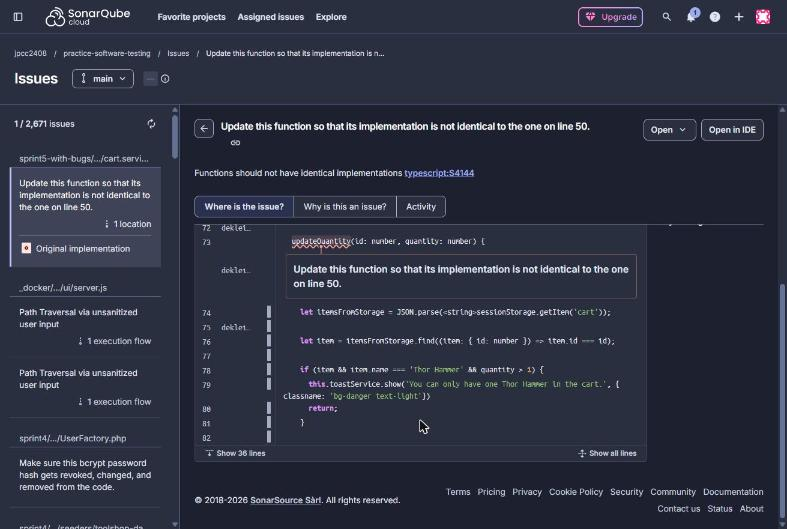 SonarQube
cloud
Favorite projects
Assigned issues
Explore
Upgrade
1
jpcc2408 / practice-software-testing / Issues / Update this function so that its implementation is n...
Issues
main
1 / 2,671 issues
sprint5-with-bugs/.../cart.servi...
Update this function so that its
implementation is not identical to
the one on line 50.
1 location
Original implementation
_docker/.../ui/server.js
Path Traversal via unsanitized
user input
1 execution flow
Path Traversal via unsanitized
user input
1 execution flow
sprint4/.../UserFactory.php
Make sure this bcrypt password
hash gets revoked, changed, and
removed from the code.
Update this function so that its implementation is not identical to the one on line 50.
Open
Open in IDE
Functions should not have identical implementations typescript:S4144
Where is the issue?
Why is this an issue?
Activity
72 deklei...
73 updateQuantity(id: number, quantity: number) {
deklei...
Update this function so that its implementation is not identical to the one
on line 50.
74 let itemsFromStorage = JSON.parse(<string>sessionStorage.getItem('cart'));
75 deklei...
76 let item = itemsFromStorage.find((item: { id: number }) => item.id === id);
77
78 if (item && item.name === 'Thor Hammer' && quantity > 1) {
79 this.toastService.show('You can only have one Thor Hammer in the cart.', {
classname: 'bg-danger text-light'})
80 return;
81 }
82
Show 36 lines
Show all lines
© 2018-2026 SonarSource Sàrl. All rights reserved.
Terms Pricing Privacy Cookie Policy Security Community Documentation
Contact us Status About